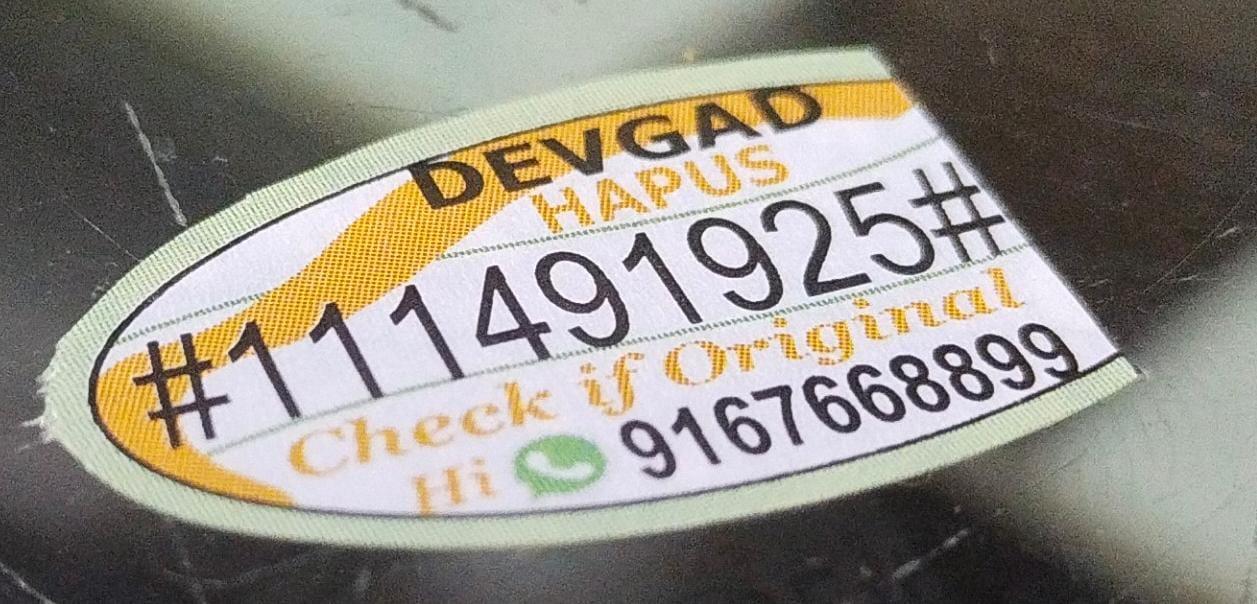 DEVGAD
HAPUS
#111491925#
Check if Original
Hi 9167668899